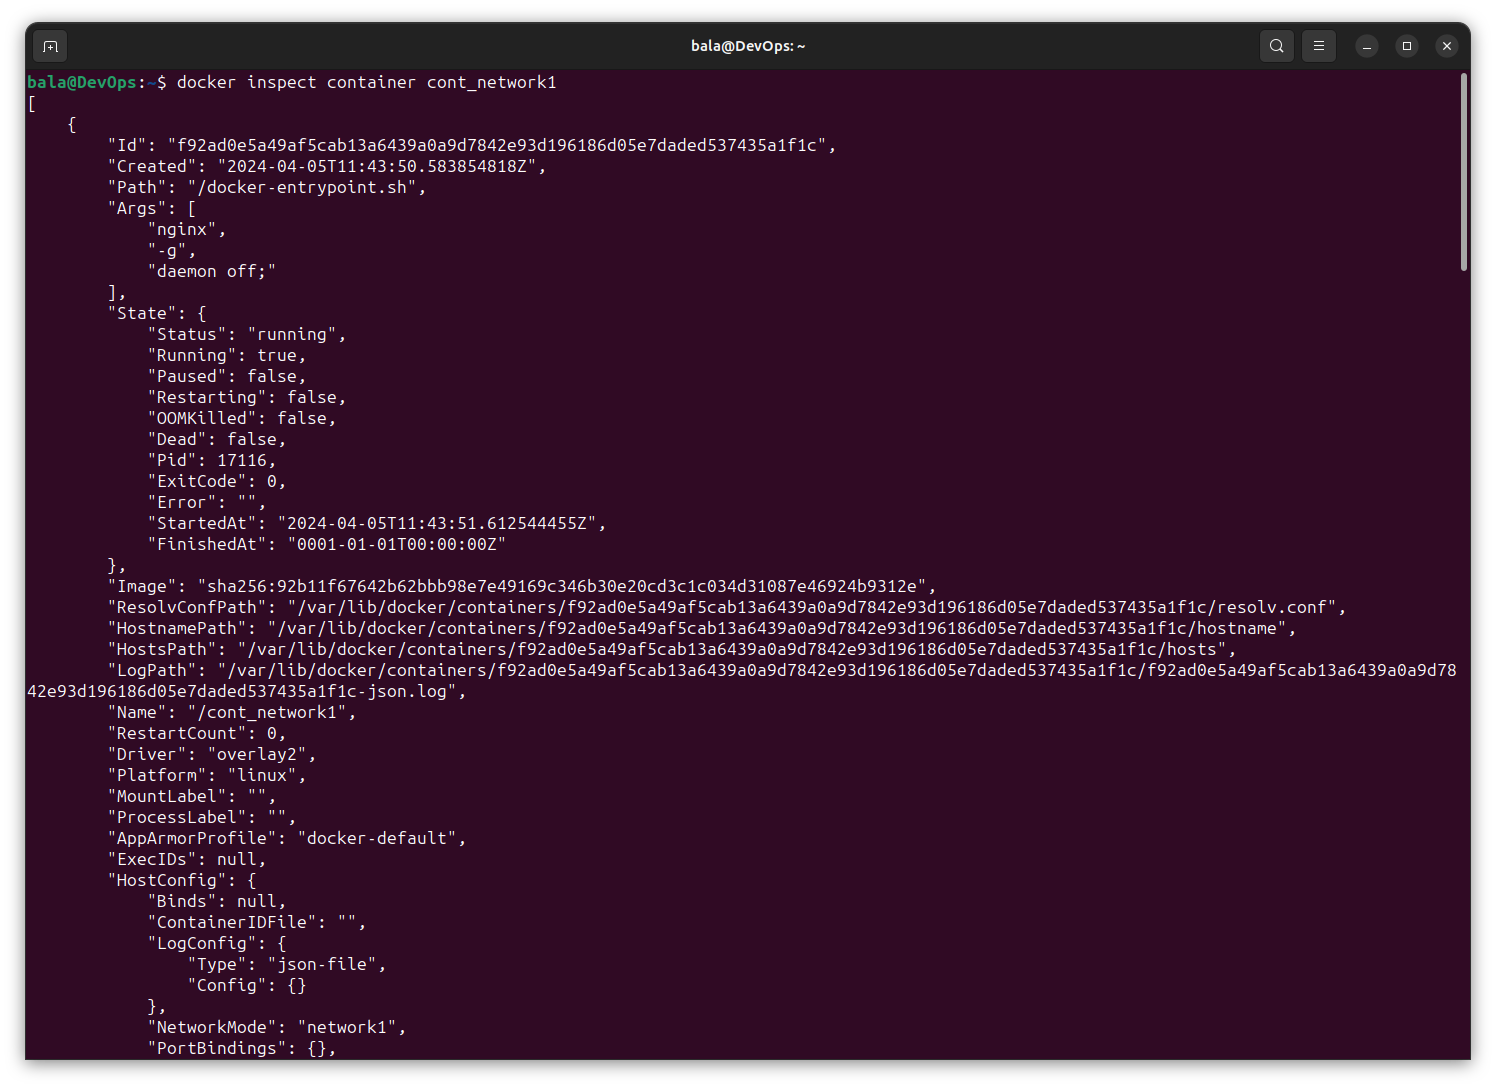 bala@DevOps: ~
bala@DevOps:~$ docker inspect container cont_network1
[
    {
        "Id": "f92ad0e5a49af5cab13a6439a0a9d7842e93d196186d05e7daded537435a1f1c",
        "Created": "2024-04-05T11:43:50.583854818Z",
        "Path": "/docker-entrypoint.sh",
        "Args": [
            "nginx",
            "-g",
            "daemon off;"
        ],
        "State": {
            "Status": "running",
            "Running": true,
            "Paused": false,
            "Restarting": false,
            "OOMKilled": false,
            "Dead": false,
            "Pid": 17116,
            "ExitCode": 0,
            "Error": "",
            "StartedAt": "2024-04-05T11:43:51.612544455Z",
            "FinishedAt": "0001-01-01T00:00:00Z"
        },
        "Image": "sha256:92b11f67642b62bbb98e7e49169c346b30e20cd3c1c034d31087e46924b9312e",
        "ResolvConfPath": "/var/lib/docker/containers/f92ad0e5a49af5cab13a6439a0a9d7842e93d196186d05e7daded537435a1f1c/resolv.conf",
        "HostnamePath": "/var/lib/docker/containers/f92ad0e5a49af5cab13a6439a0a9d7842e93d196186d05e7daded537435a1f1c/hostname",
        "HostsPath": "/var/lib/docker/containers/f92ad0e5a49af5cab13a6439a0a9d7842e93d196186d05e7daded537435a1f1c/hosts",
        "LogPath": "/var/lib/docker/containers/f92ad0e5a49af5cab13a6439a0a9d7842e93d196186d05e7daded537435a1f1c/f92ad0e5a49af5cab13a6439a0a9d78
42e93d196186d05e7daded537435a1f1c-json.log",
        "Name": "/cont_network1",
        "RestartCount": 0,
        "Driver": "overlay2",
        "Platform": "linux",
        "MountLabel": "",
        "ProcessLabel": "",
        "AppArmorProfile": "docker-default",
        "ExecIDs": null,
        "HostConfig": {
            "Binds": null,
            "ContainerIDFile": "",
            "LogConfig": {
                "Type": "json-file",
                "Config": {}
            },
            "NetworkMode": "network1",
            "PortBindings": {},